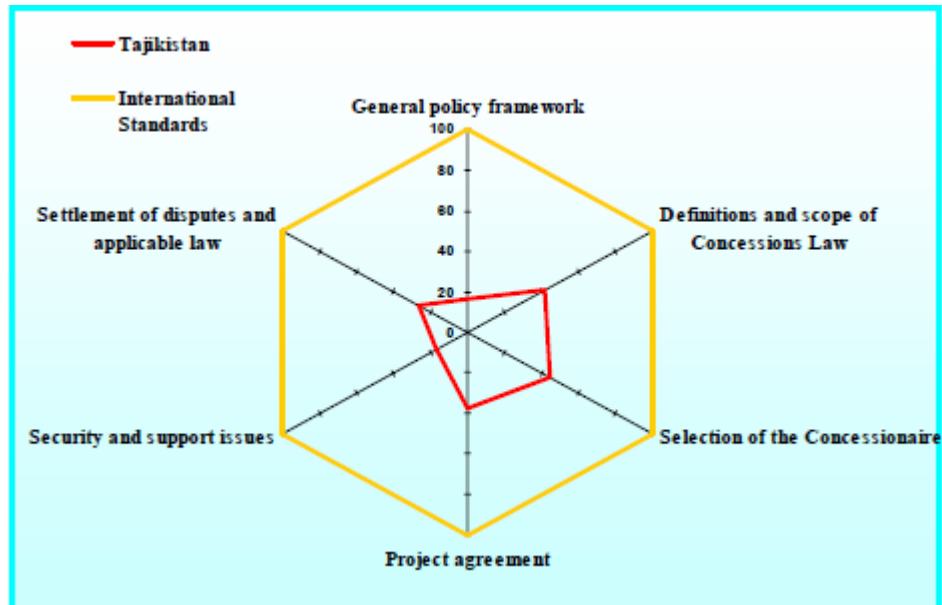 Tajikistan
International
Standards
General policy framework
100
80
60
40
20
0
Settlement of disputes and
applicable law
Definitions and scope of
Concessions Law
Security and support issues
Selection of the Concessionaire
Project agreement